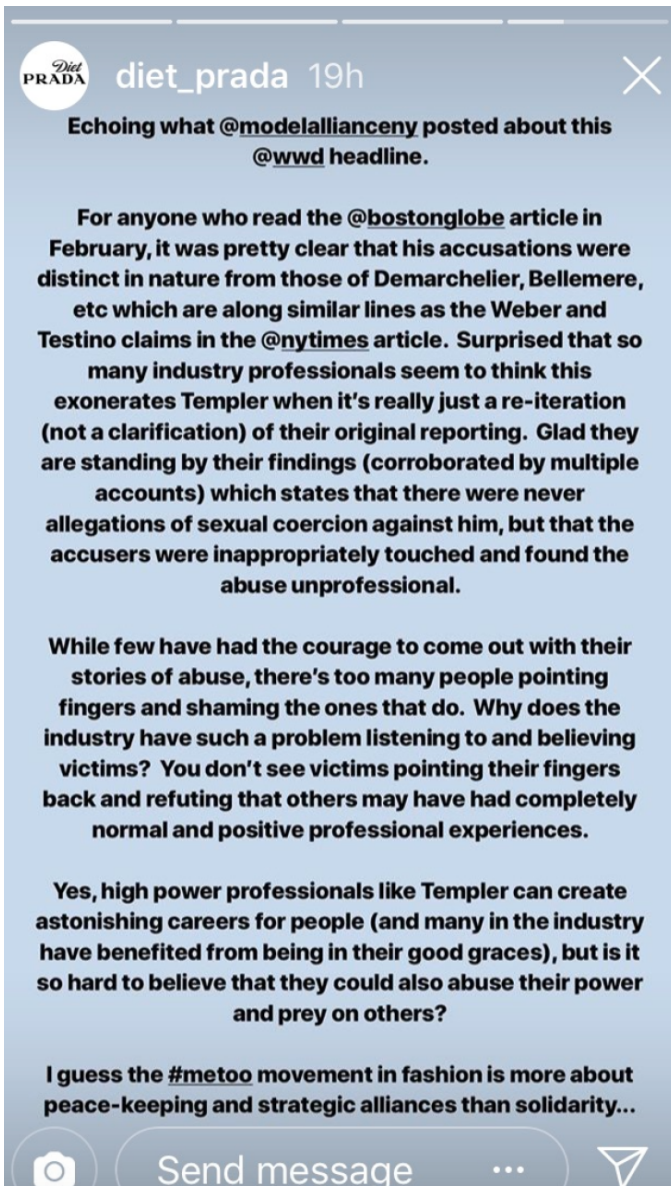 Diet
PRADA
diet_prada 19h
Echoing what @modelallianceny posted about this
@wwd headline.
For anyone who read the @bostonglobe article in
February, it was pretty clear that his accusations were
distinct in nature from those of Demarchelier, Bellemere,
etc which are along similar lines as the Weber and
Testino claims in the @nytimes article. Surprised that so
many industry professionals seem to think this
exonerates Templer when it's really just a re-iteration
(not a clarification) of their original reporting. Glad they
are standing by their findings (corroborated by multiple
accounts) which states that there were never
allegations of sexual coercion against him, but that the
accusers were inappropriately touched and found the
abuse unprofessional.
While few have had the courage to come out with their
stories of abuse, there's too many people pointing
fingers and shaming the ones that do. Why does the
industry have such a problem listening to and believing
victims? You don't see victims pointing their fingers
back and refuting that others may have had completely
normal and positive professional experiences.
Yes, high power professionals like Templer can create
astonishing careers for people (and many in the industry
have benefited from being in their good graces), but is it
so hard to believe that they could also abuse their power
and prey on others?
I guess the #metoo movement in fashion is more about
peace-keeping and strategic alliances than solidarity...
Send message